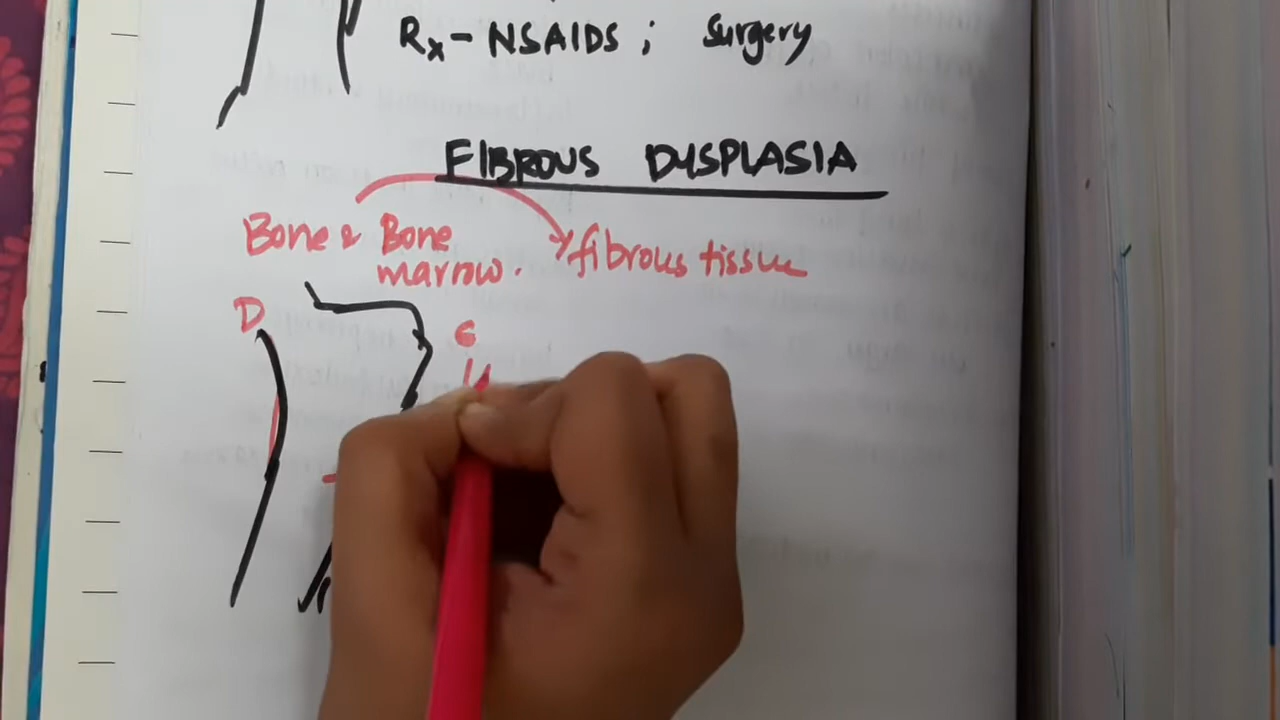 Rx - NSAIDS ; Surgery
FIBROUS DYSPLASIA
Bone & Bone marrow. fibrous tissue
D